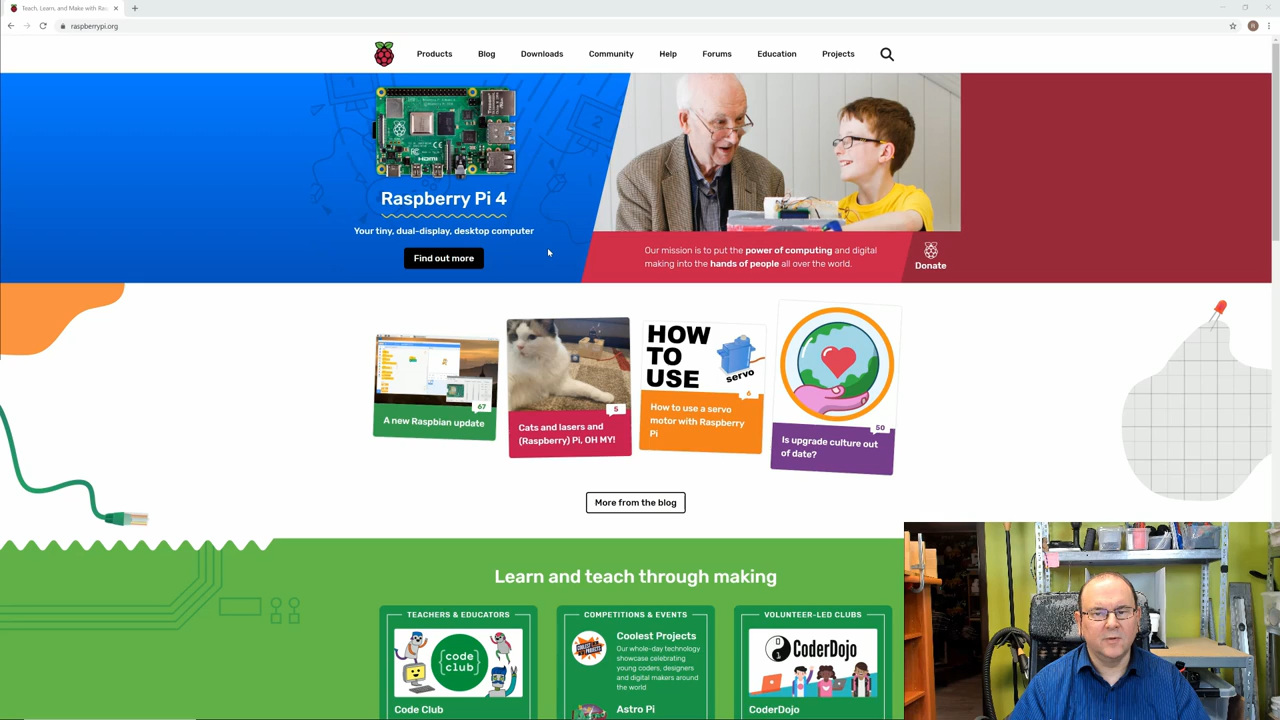 Teach, Learn, and Make with Ras
raspberrypi.org
Products Blog Downloads Community Help Forums Education Projects
Raspberry Pi 4
Your tiny, dual-display, desktop computer
Find out more
Our mission is to put the power of computing and digital
making into the hands of people all over the world.
Donate
67
A new Raspbian update
5
Cats and lasers and
(Raspberry) Pi, OH MY!
HOW
TO
USE
servo
6
How to use a servo
motor with Raspberry
Pi
50
Is upgrade culture out
of date?
More from the blog
Learn and teach through making
TEACHERS & EDUCATORS
{code
club}
Code Club
COMPETITIONS & EVENTS
COOLEST
PROJECTS
Coolest Projects
Our whole-day technology
showcase celebrating
young coders, designers
and digital makers around
the world
Astro Pi
VOLUNTEER-LED CLUBS
CoderDojo
CoderDojo